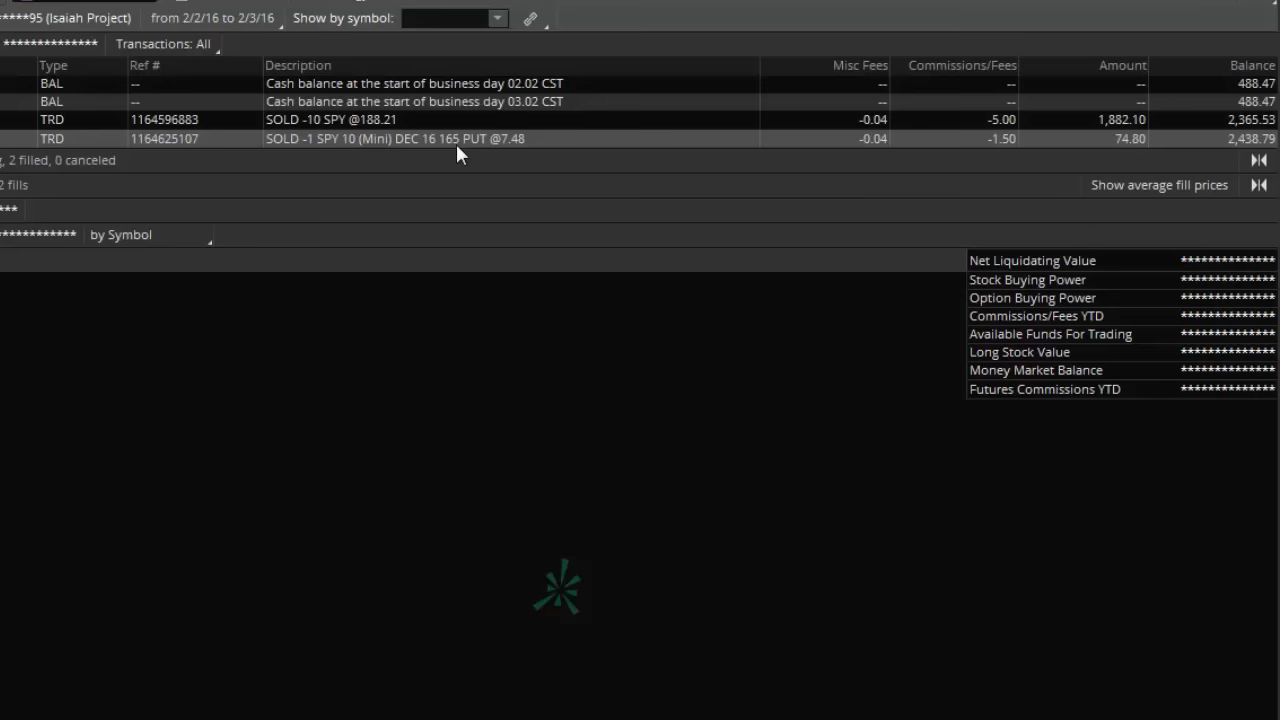 *****95 (Isaiah Project) from 2/2/16 to 2/3/16 Show by symbol:
************** Transactions: All
Type Ref # Description Misc Fees Commissions/Fees Amount Balance
BAL -- Cash balance at the start of business day 02.02 CST -- -- -- 488.47
BAL -- Cash balance at the start of business day 03.02 CST -- -- -- 488.47
TRD 1164596883 SOLD -10 SPY @188.21 -0.04 -5.00 1,882.10 2,365.53
TRD 1164625107 SOLD -1 SPY 10 (Mini) DEC 16 165 PUT @7.48 -0.04 -1.50 74.80 2,438.79
, 2 filled, 0 canceled
2 fills Show average fill prices
***
************ by Symbol
Net Liquidating Value **************
Stock Buying Power **************
Option Buying Power **************
Commissions/Fees YTD **************
Available Funds For Trading **************
Long Stock Value **************
Money Market Balance **************
Futures Commissions YTD **************